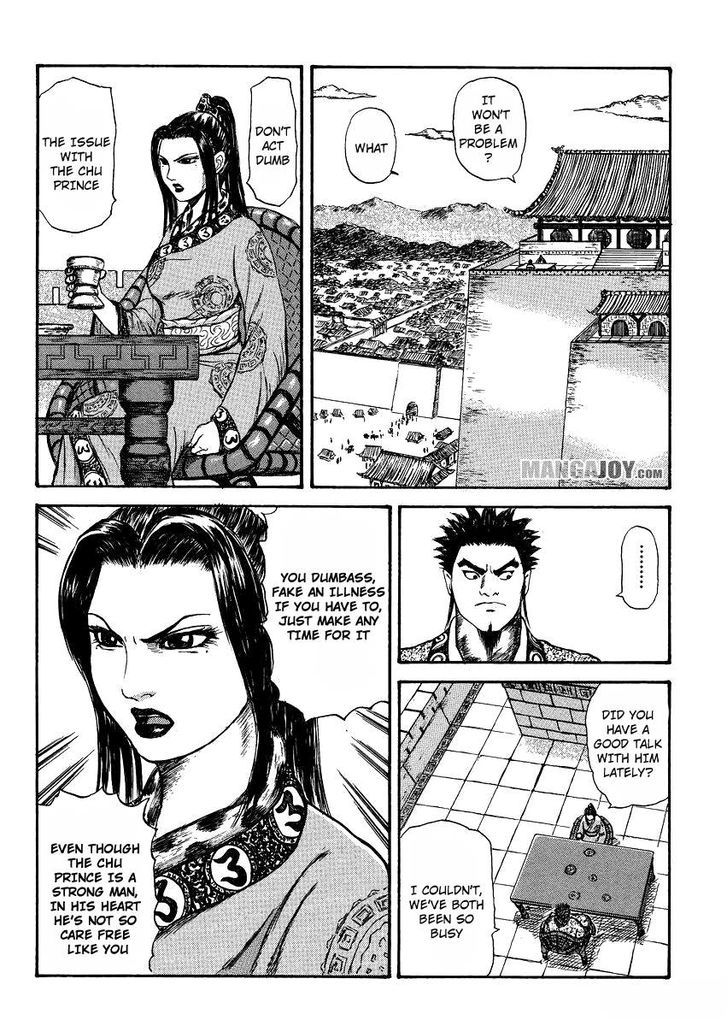 IT
WON'T
BE A
PROBLEM
?
WHAT
DON'T
ACT
DUMB
THE ISSUE
WITH
THE CHU
PRINCE
MANGAJOY.COM
.........
DID YOU
HAVE A
GOOD TALK
WITH HIM
LATELY?
I COULDN'T,
WE'VE BOTH
BEEN SO
BUSY
YOU DUMBASS,
FAKE AN ILLNESS
IF YOU HAVE TO,
JUST MAKE ANY
TIME FOR IT
EVEN THOUGH
THE CHU
PRINCE IS A
STRONG MAN,
IN HIS HEART
HE'S NOT SO
CARE FREE
LIKE YOU